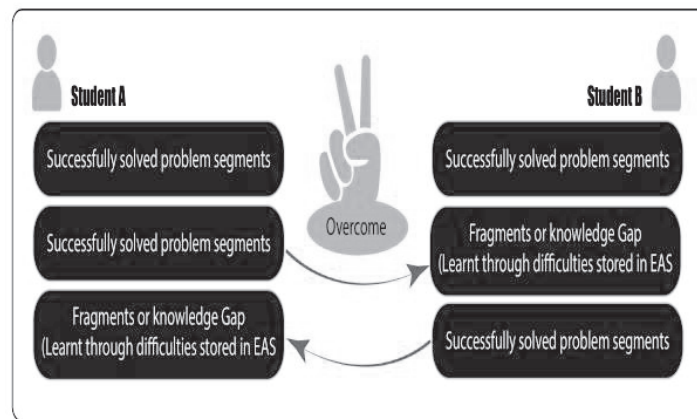 Student A
Student B
Successfully solved problem segments
Successfully solved problem segments
Overcome
Successfully solved problem segments
Fragments or knowledge Gap
(Learnt through difficulties stored in EAS
Fragments or knowledge Gap
(Learnt through difficulties stored in EAS
Successfully solved problem segments